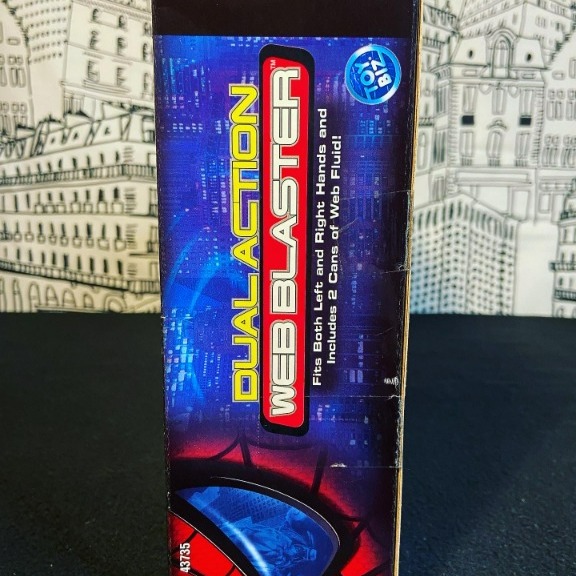 DUAL ACTION
WEB BLASTER™
Fits Both Left and Right Hands and
Includes 2 Cans of Web Fluid!
TOY
BIZ
43735